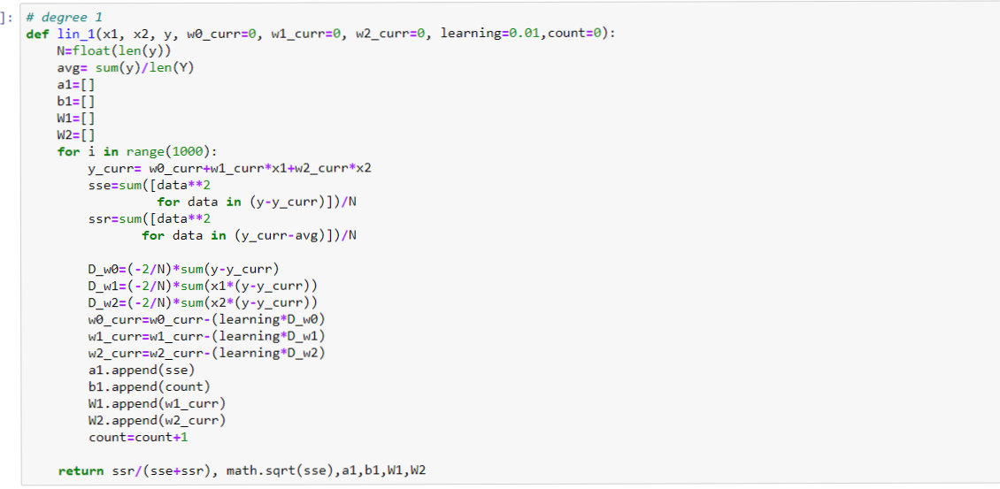 ]: # degree 1
def lin_1(x1, x2, y, w0_curr=0, w1_curr=0, w2_curr=0, learning=0.01,count=0):
    N=float(len(y))
    avg= sum(y)/len(Y)
    a1=[]
    b1=[]
    W1=[]
    W2=[]
    for i in range(1000):
        y_curr= w0_curr+w1_curr*x1+w2_curr*x2
        sse=sum([data**2
                 for data in (y-y_curr)])/N
        ssr=sum([data**2
               for data in (y_curr-avg)])/N
        D_w0=(-2/N)*sum(y-y_curr)
        D_w1=(-2/N)*sum(x1*(y-y_curr))
        D_w2=(-2/N)*sum(x2*(y-y_curr))
        w0_curr=w0_curr-(learning*D_w0)
        w1_curr=w1_curr-(learning*D_w1)
        w2_curr=w2_curr-(learning*D_w2)
        a1.append(sse)
        b1.append(count)
        W1.append(w1_curr)
        W2.append(w2_curr)
        count=count+1
    return ssr/(sse+ssr), math.sqrt(sse),a1,b1,W1,W2